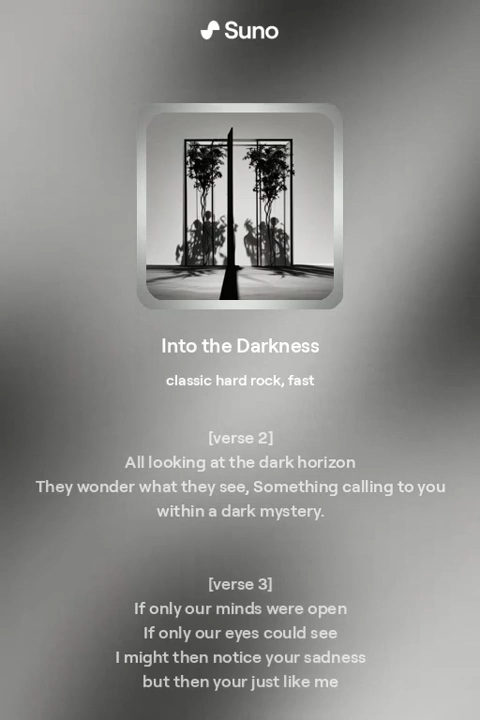 Suno
Into the Darkness
classic hard rock, fast
[verse 2]
All looking at the dark horizon
They wonder what they see, Something calling to you
within a dark mystery.
[verse 3]
If only our minds were open
If only our eyes could see
I might then notice your sadness
but then your just like me